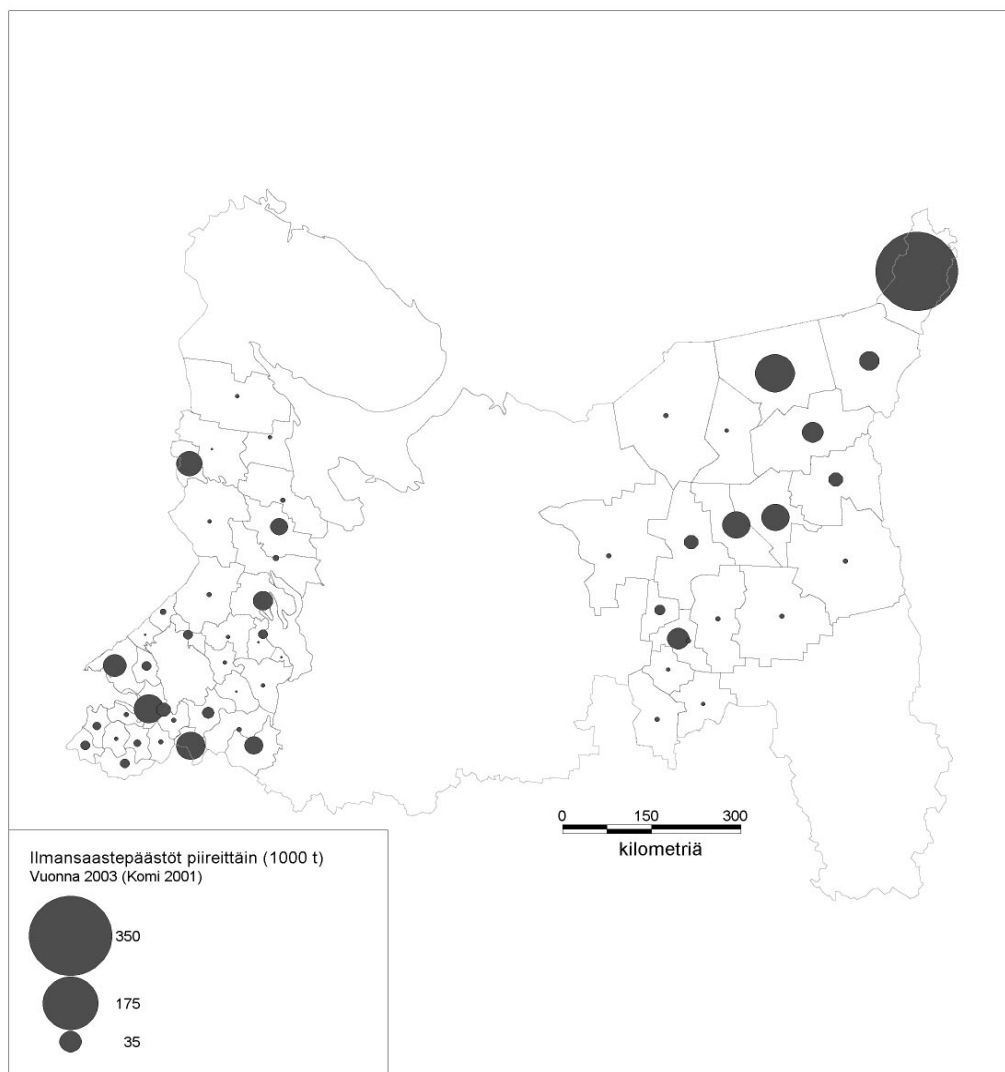 0 150 300
kilometriä
Ilmansaastepäästöt piireittäin (1000 t)
Vuonna 2003 (Komi 2001)
350
175
35